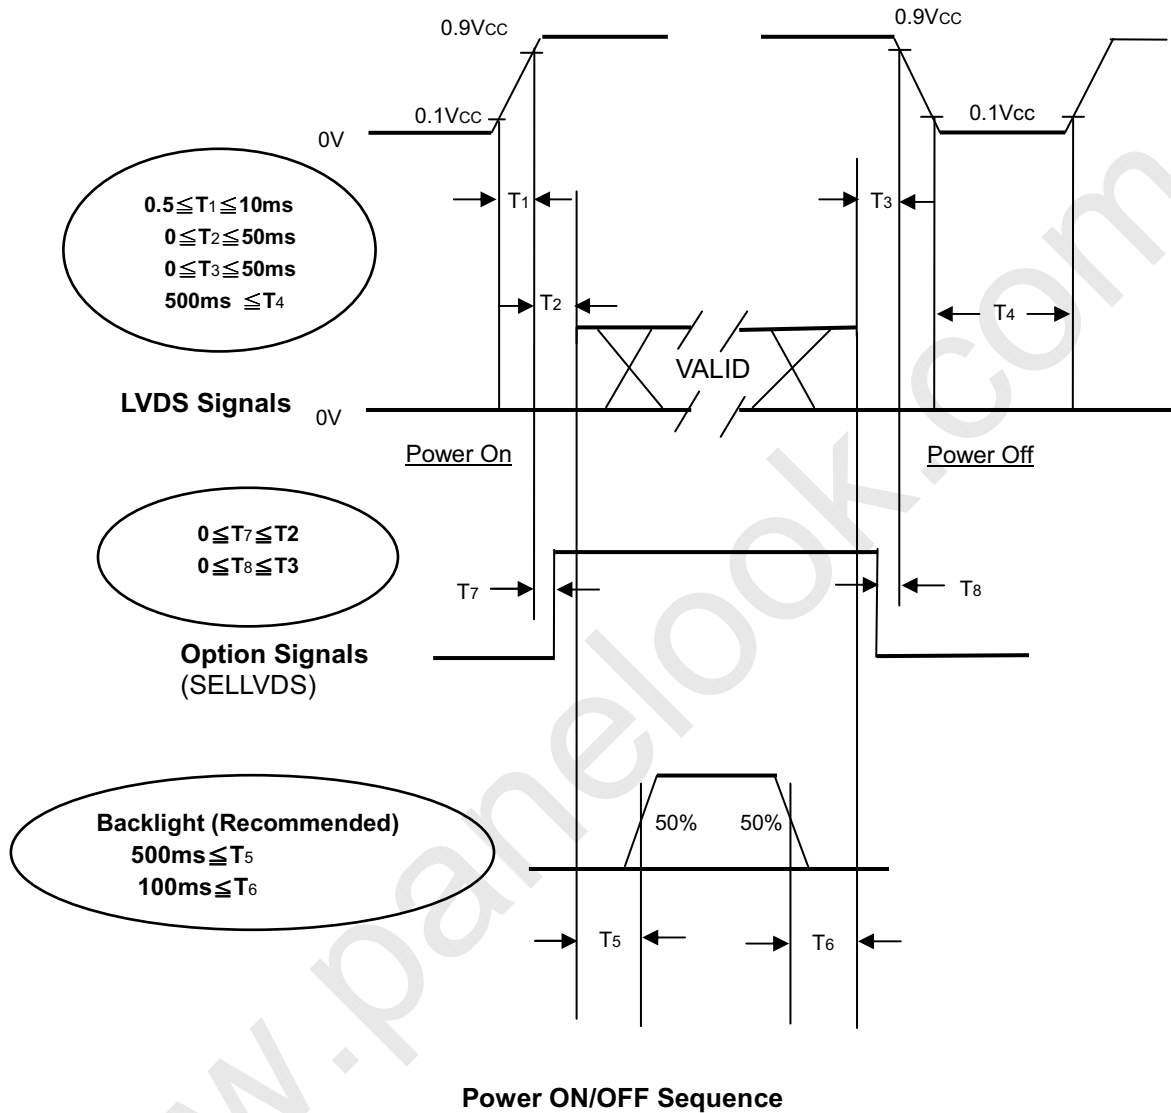 0.9Vcc
0.9Vcc
0.1Vcc
0.1Vcc
0V
0.5≦T1≦10ms
0≦T2≦50ms
0≦T3≦50ms
500ms ≦T4
T1
T3
T2
T4
VALID
LVDS Signals
0V
Power On
Power Off
0≦T7≦T2
0≦T8≦T3
T7
T8
Option Signals
(SELLVDS)
Backlight (Recommended)
500ms≦T5
100ms≦T6
50%
50%
T5
T6
Power ON/OFF Sequence
w.panelook.com